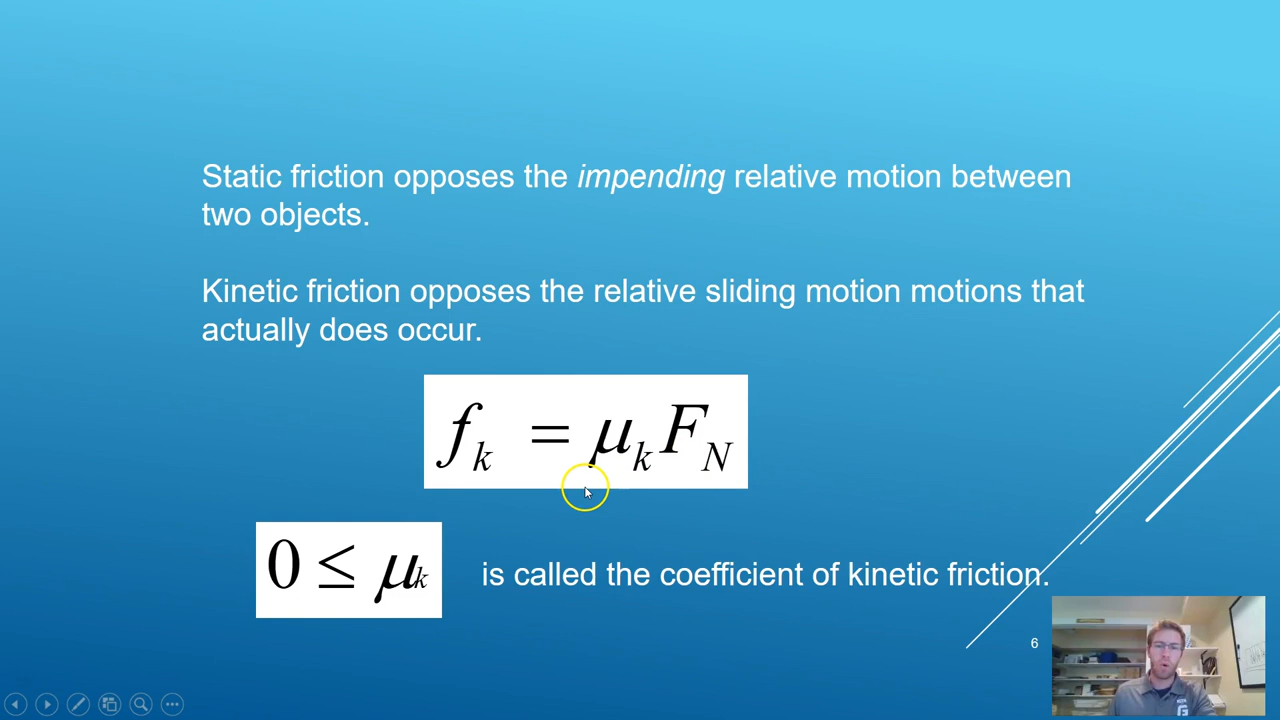 Static friction opposes the impending relative motion between
two objects.
Kinetic friction opposes the relative sliding motion motions that
actually does occur.
fₖ = μₖF_N
0 ≤ μₖ is called the coefficient of kinetic friction.
6